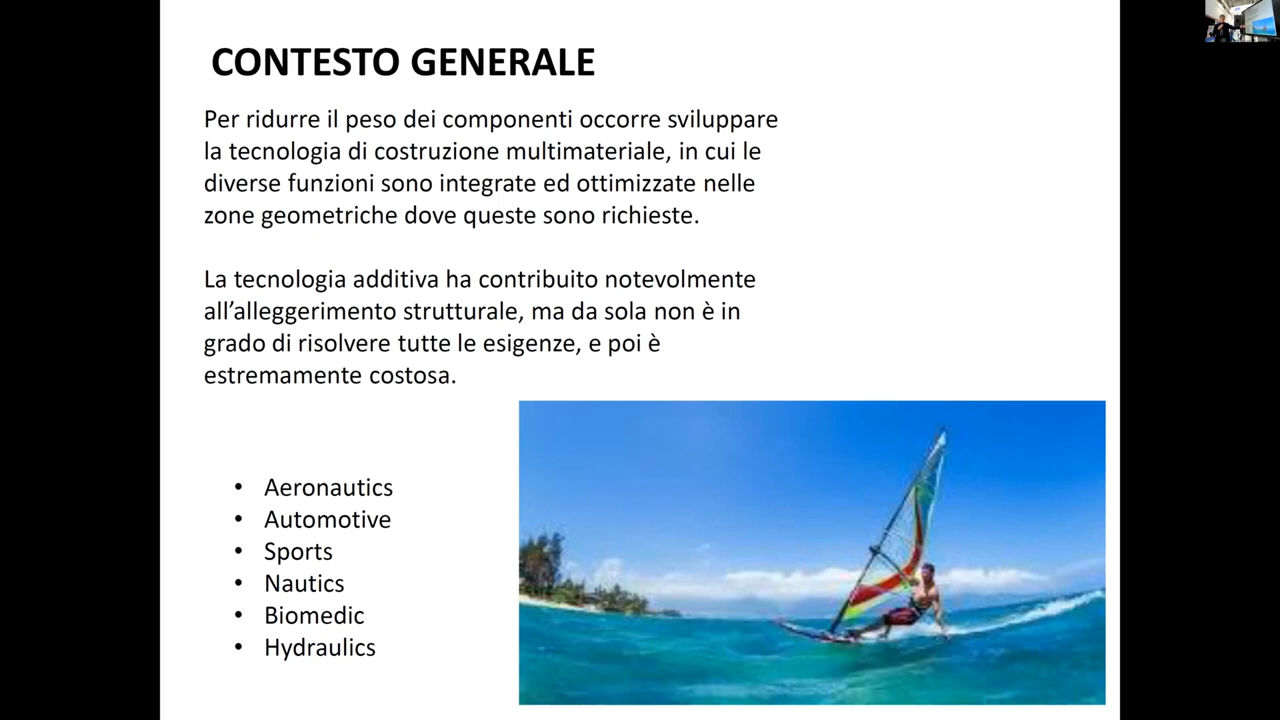 CONTESTO GENERALE
Per ridurre il peso dei componenti occorre sviluppare
la tecnologia di costruzione multimateriale, in cui le
diverse funzioni sono integrate ed ottimizzate nelle
zone geometriche dove queste sono richieste.
La tecnologia additiva ha contribuito notevolmente
all’alleggerimento strutturale, ma da sola non è in
grado di risolvere tutte le esigenze, e poi è
estremamente costosa.
• Aeronautics
• Automotive
• Sports
• Nautics
• Biomedic
• Hydraulics